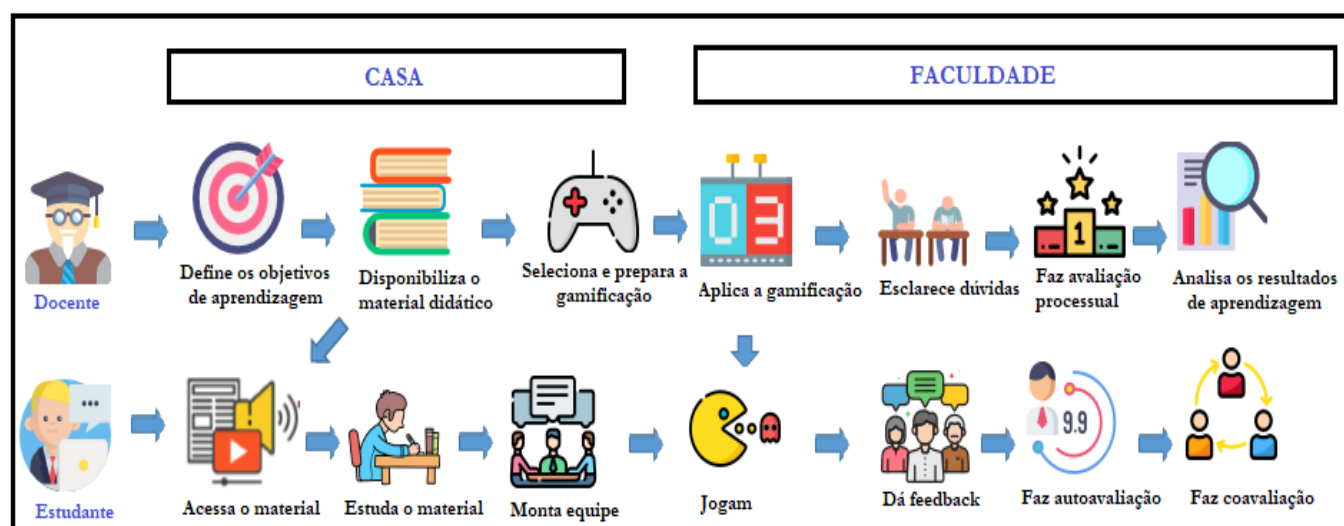 CASA
FACULDADE
Docente
Define os objetivos
de aprendizagem
Disponibiliza o
material didático
Seleciona e prepara a
gamificação
03
Aplica a gamificação
Esclarece dúvidas
1
Faz avaliação
processual
Analisa os resultados
de aprendizagem
Estudante
Acessa o material
Estuda o material
Monta equipe
Jogam
Dá feedback
9.9
Faz autoavaliação
Faz coavaliação